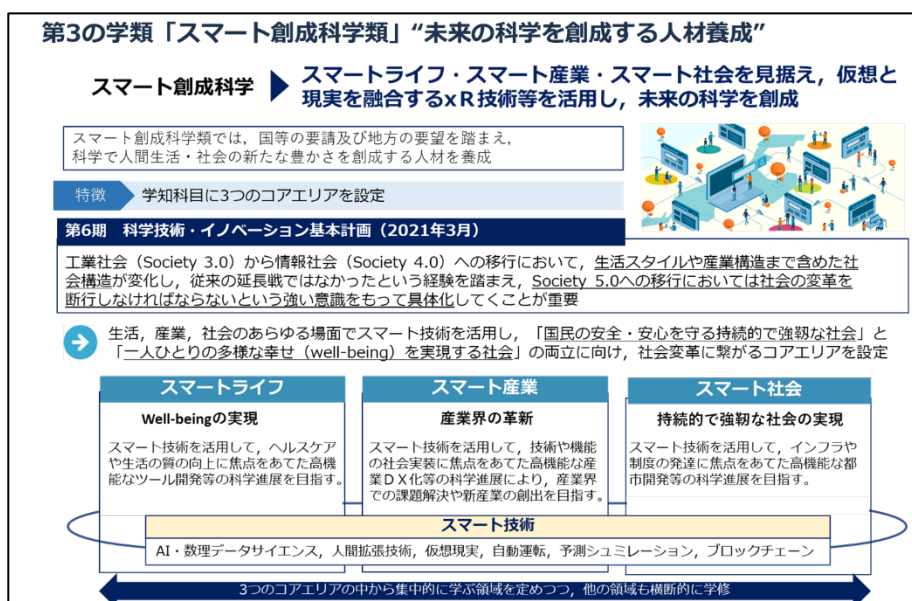 第3の学類「スマート創成科学類」“未来の科学を創成する人材養成”
スマート創成科学
スマートライフ・スマート産業・スマート社会を見据え，仮想と
現実を融合するxR技術等を活用し，未来の科学を創成
スマート創成科学類では，国等の要請及び地方の要望を踏まえ，
科学で人間生活・社会の新たな豊かさを創成する人材を養成
特徴
学知科目に3つのコアエリアを設定
第6期　科学技術・イノベーション基本計画（2021年3月）
工業社会（Society 3.0）から情報社会（Society 4.0）への移行において，生活スタイルや産業構造まで含めた社
会構造が変化し，従来の延長戦ではなかったという経験を踏まえ，Society 5.0への移行においては社会の変革を
断行しなければならないという強い意識をもって具体化してくことが重要
生活，産業，社会のあらゆる場面でスマート技術を活用し，「国民の安全・安心を守る持続的で強靱な社会」と
「一人ひとりの多様な幸せ（well-being）を実現する社会」の両立に向け，社会変革に繋がるコアエリアを設定
スマートライフ
Well-beingの実現
スマート技術を活用して，ヘルスケア
や生活の質の向上に焦点をあてた高機
能なツール開発等の科学進展を目指す。
スマート産業
産業界の革新
スマート技術を活用して，技術や機能
の社会実装に焦点をあてた高機能な産
業ＤＸ化等の科学進展により，産業界
での課題解決や新産業の創出を目指す。
スマート社会
持続的で強靱な社会の実現
スマート技術を活用して，インフラや
制度の発達に焦点をあてた高機能な都
市開発等の科学進展を目指す。
スマート技術
AI・数理データサイエンス，人間拡張技術，仮想現実，自動運転，予測シュミレーション，ブロックチェーン
3つのコアエリアの中から集中的に学ぶ領域を定めつつ，他の領域も横断的に学修